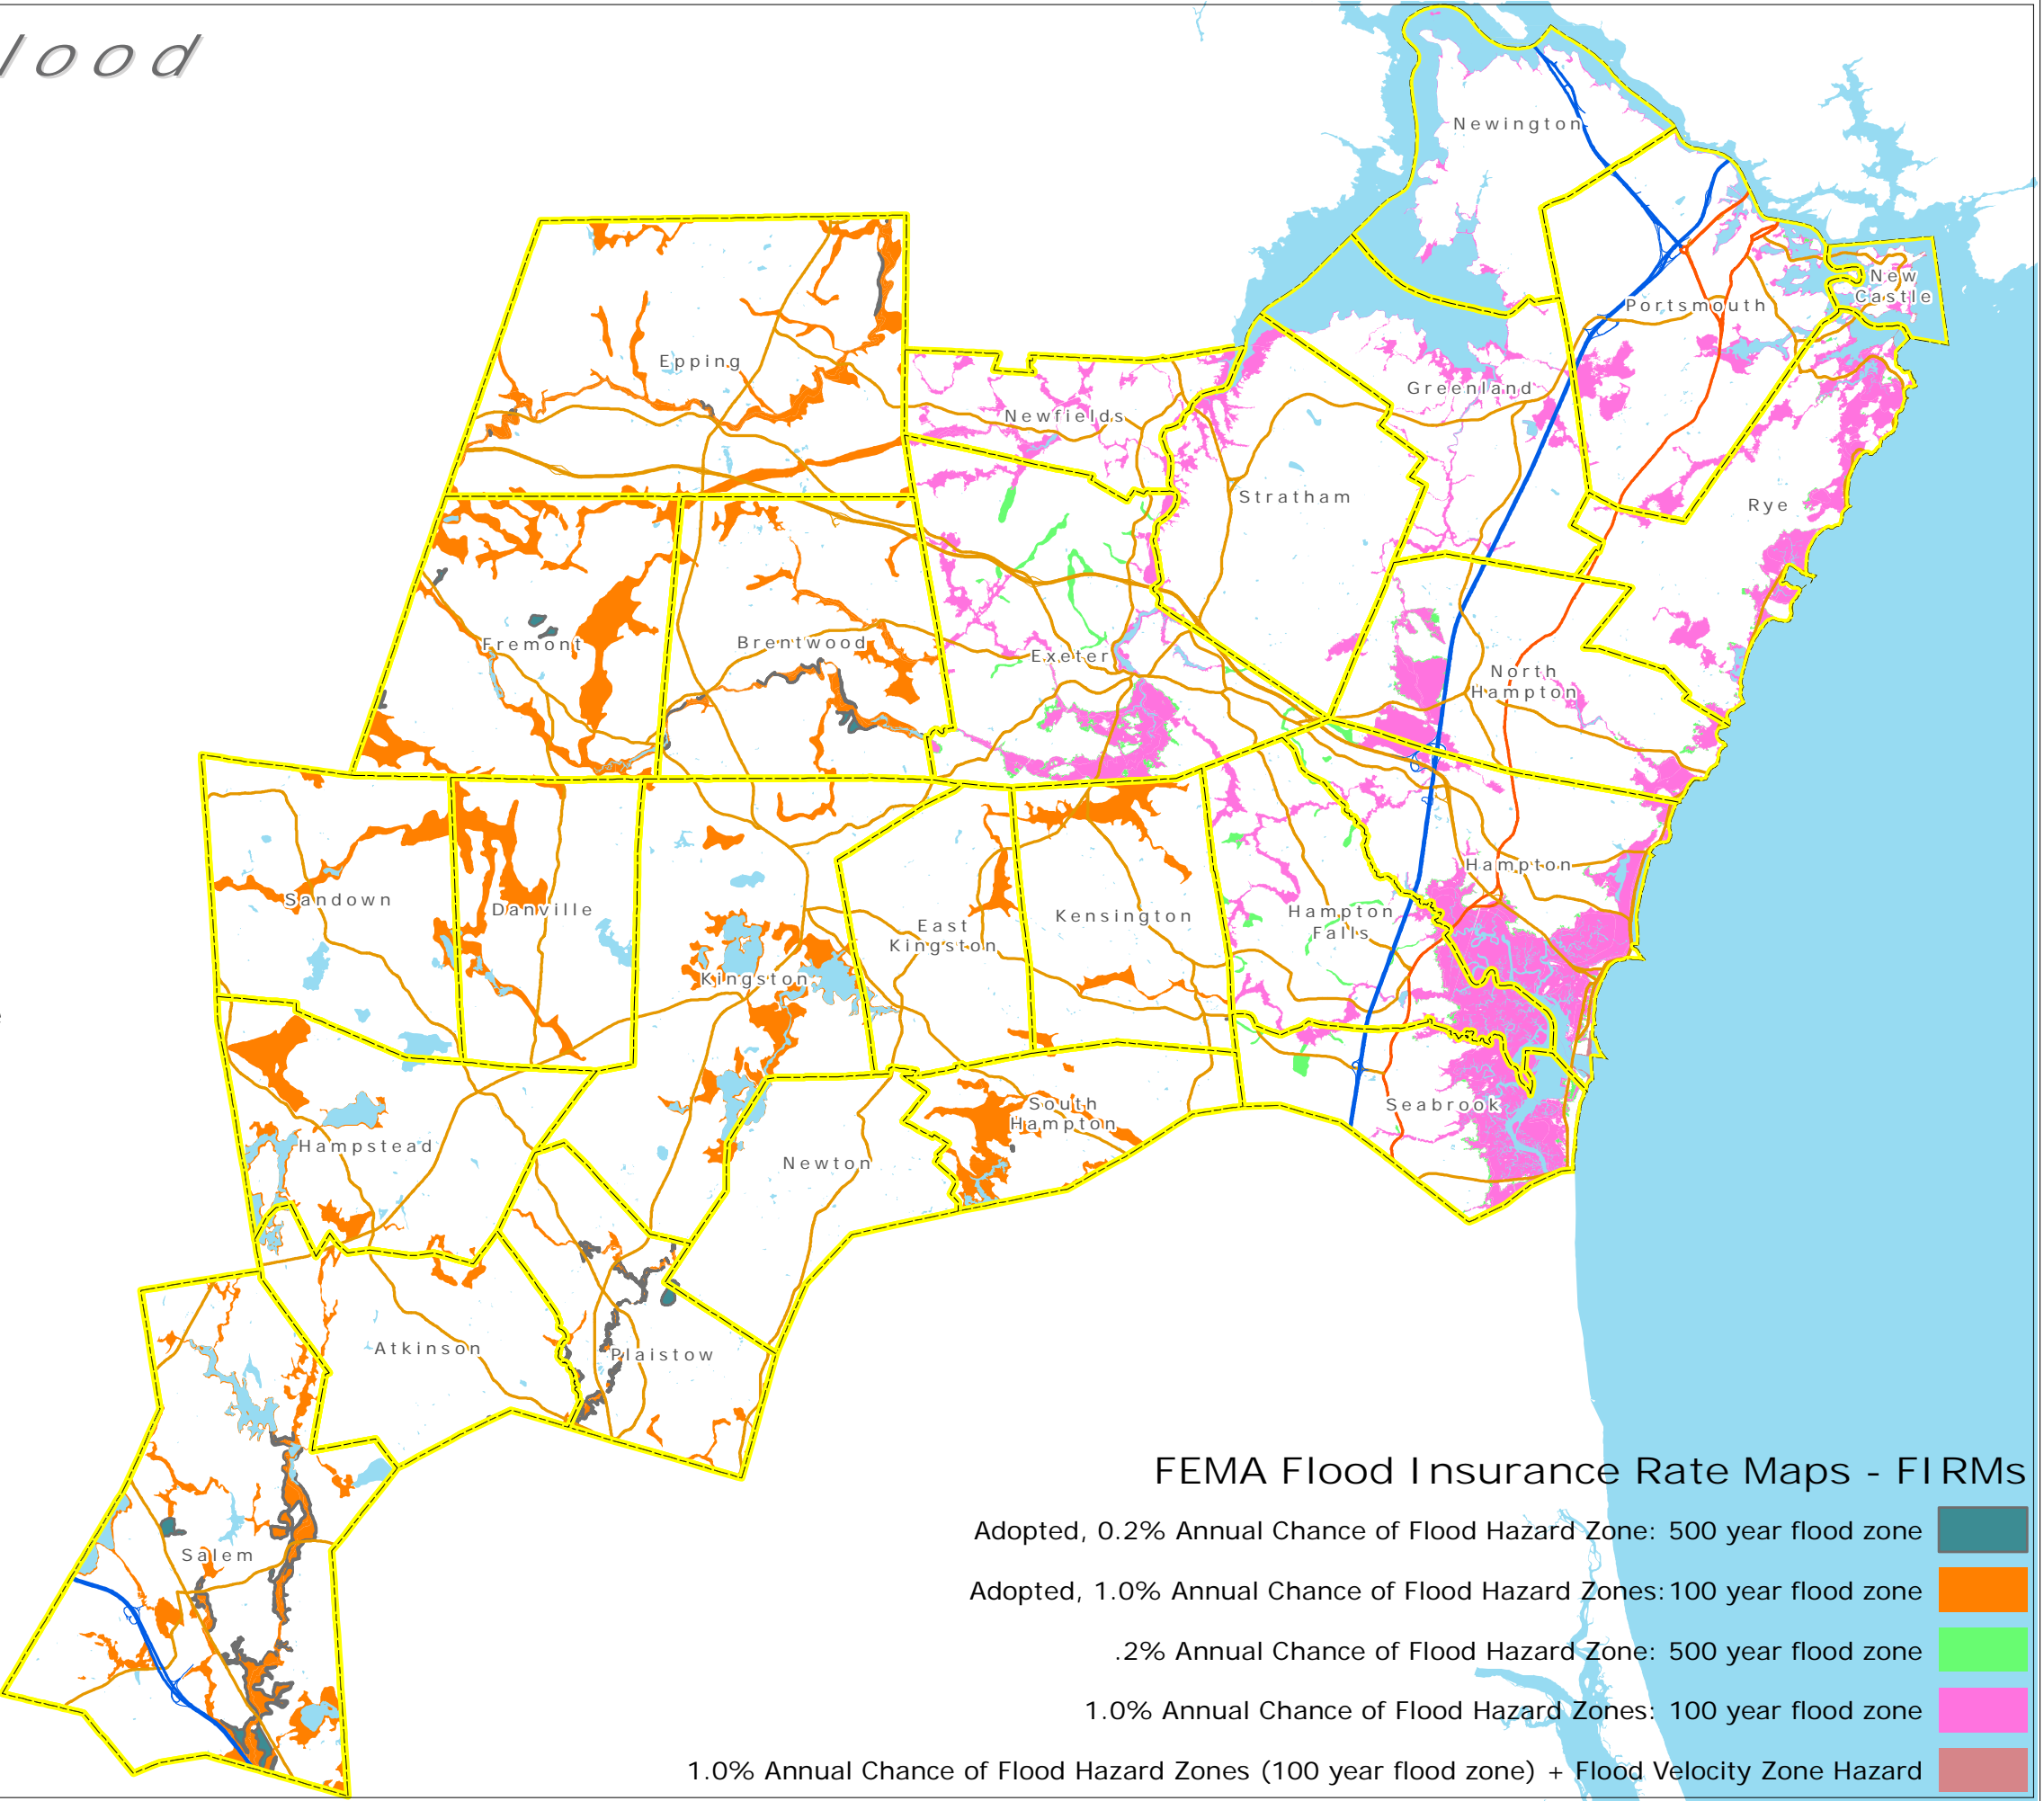 lood
Newington
New
Castle
Portsmouth
Epping
Greenland
Newfields
Stratham
Rye
Fremont
Brentwood
Exeter
North
Hampton
Hampton
Sandown
Danville
Hampton
Falls
Kensington
East
Kingston
Kingston
Seabrook
South
Hampton
Hampstead
Newton
Atkinson
Plaistow
Salem
FEMA Flood Insurance Rate Maps - FIRMs
Adopted, 0.2% Annual Chance of Flood Hazard Zone: 500 year flood zone
Adopted, 1.0% Annual Chance of Flood Hazard Zones:100 year flood zone
.2% Annual Chance of Flood Hazard Zone: 500 year flood zone
1.0% Annual Chance of Flood Hazard Zones: 100 year flood zone
1.0% Annual Chance of Flood Hazard Zones (100 year flood zone) + Flood Velocity Zone Hazard